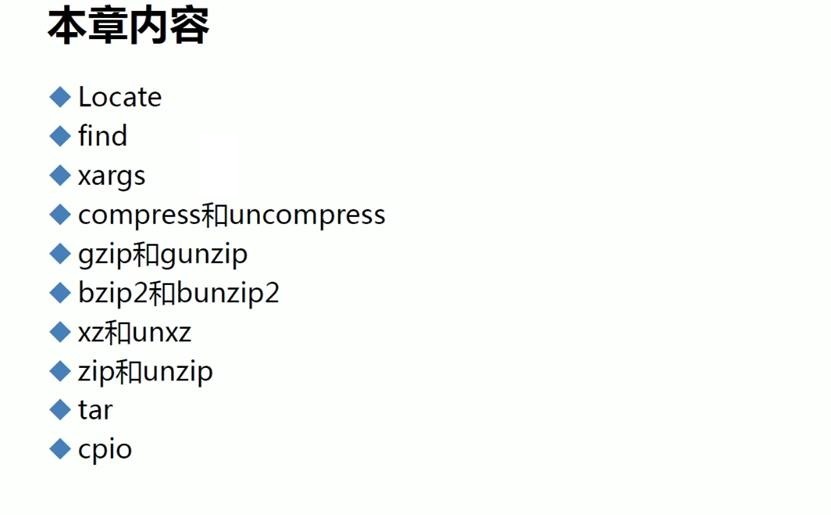 本章内容
◆ Locate
◆ find
◆ xargs
◆ compress和uncompress
◆ gzip和gunzip
◆ bzip2和bunzip2
◆ xz和unxz
◆ zip和unzip
◆ tar
◆ cpio